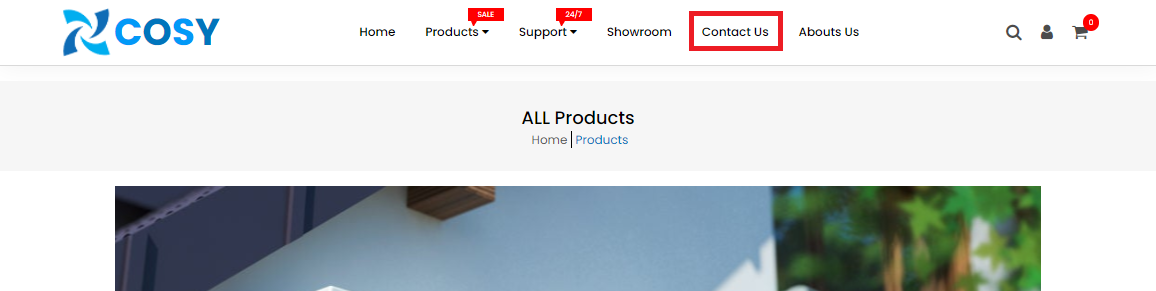 SALE 24/7
COSY Home Products Support Showroom Contact Us Abouts Us 0
ALL Products
Home Products